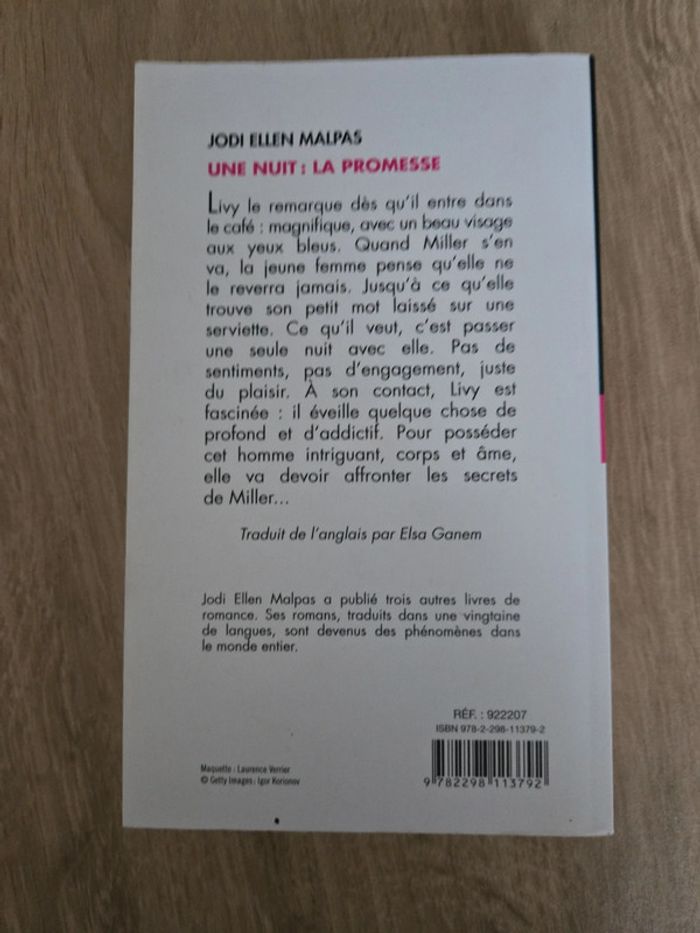 JODI ELLEN MALPAS
UNE NUIT : LA PROMESSE
Livy le remarque dès qu'il entre dans
le café : magnifique, avec un beau visage
aux yeux bleus. Quand Miller s'en
va, la jeune femme pense qu'elle ne
le reverra jamais. Jusqu'à ce qu'elle
trouve son petit mot laissé sur une
serviette. Ce qu'il veut, c'est passer
une seule nuit avec elle. Pas de
sentiments, pas d'engagement, juste
du plaisir. À son contact, Livy est
fascinée : il éveille quelque chose de
profond et d'addictif. Pour posséder
cet homme intriguant, corps et âme,
elle va devoir affronter les secrets
de Miller...
Traduit de l'anglais par Elsa Ganem
Jodi Ellen Malpas a publié trois autres livres de
romance. Ses romans, traduits dans une vingtaine
de langues, sont devenus des phénomènes dans
le monde entier.
RÉF. : 922207
ISBN 978-2-298-11379-2
9 782298 113792
Maquette : Laurence Verrier
© Getty Images : Igor Korionov